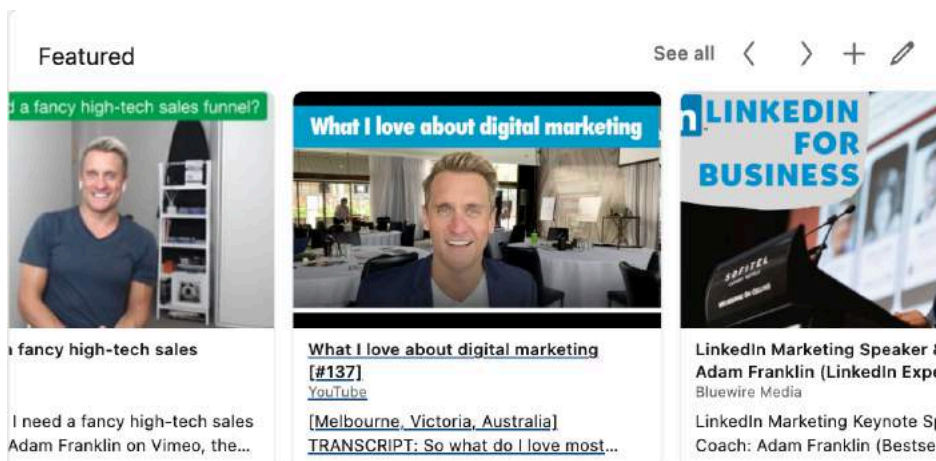 Featured
See all
d a fancy high-tech sales funnel?
a fancy high-tech sales
I need a fancy high-tech sales
Adam Franklin on Vimeo, the...
What I love about digital marketing
What I love about digital marketing
[#137]
YouTube
[Melbourne, Victoria, Australia]
TRANSCRIPT: So what do I love most...
n LINKEDIN
FOR
BUSINESS
SOFITEL
LinkedIn Marketing Speaker &
Adam Franklin (LinkedIn Expe
Bluewire Media
LinkedIn Marketing Keynote Sp
Coach: Adam Franklin (Bestse